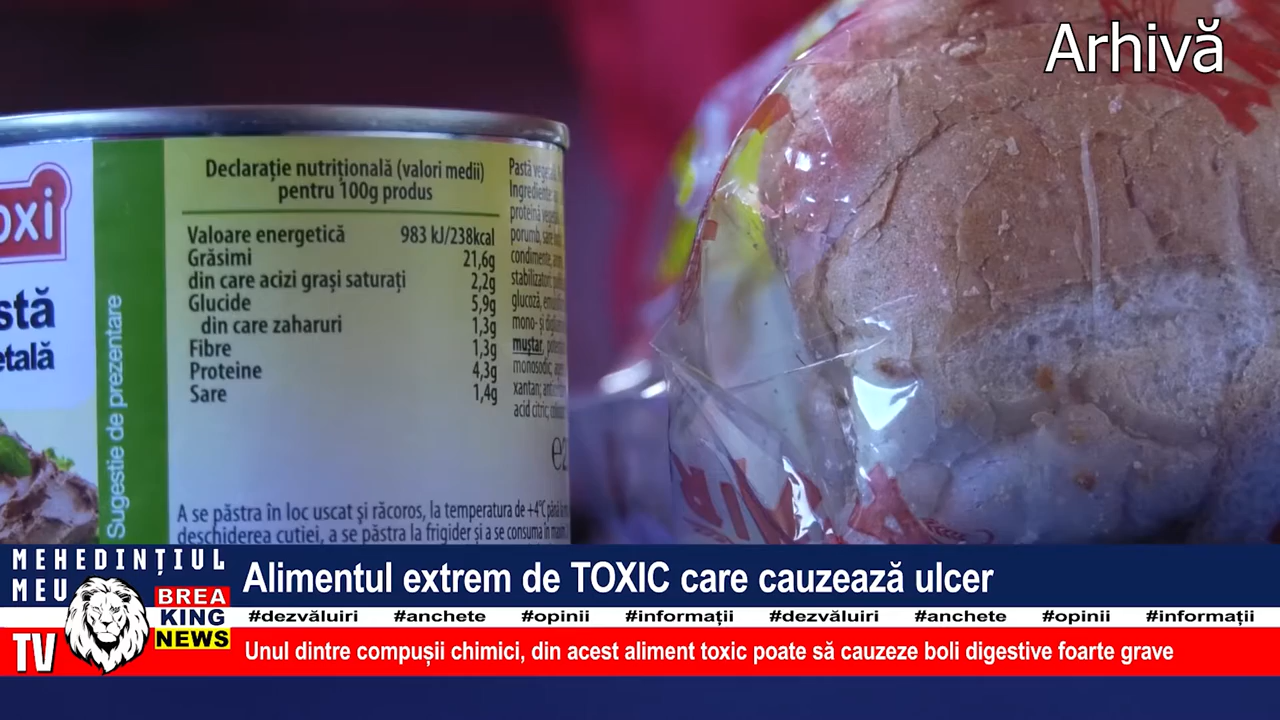 Arhivă
oxi
stă
etală
Sugestie de prezentare
Declarație nutrițională (valori medii)
pentru 100g produs
Valoare energetică 983 kJ/238kcal
Grăsimi 21,6g
din care acizi grași saturați 2,2g
Glucide 5,9g
din care zaharuri 1,3g
Fibre 1,3g
Proteine 4,3g
Sare 1,4g
Pastă
proteină
porumb, sare
condimente,
glucoză,
mono- și
muștar,
xantan,
acid citric,
A se păstra în loc uscat și răcoros, la temperatura de +4°C
deschiderea cutiei, a se păstra la frigider și a se consuma în
MEHEDINȚIUL
MEU
TV
BREA
KING
NEWS
Alimentul extrem de TOXIC care cauzează ulcer
#dezvăluiri #anchete #opinii #informații #dezvăluiri #anchete #opinii #informații
Unul dintre compușii chimici, din acest aliment toxic poate să cauzeze boli digestive foarte grave